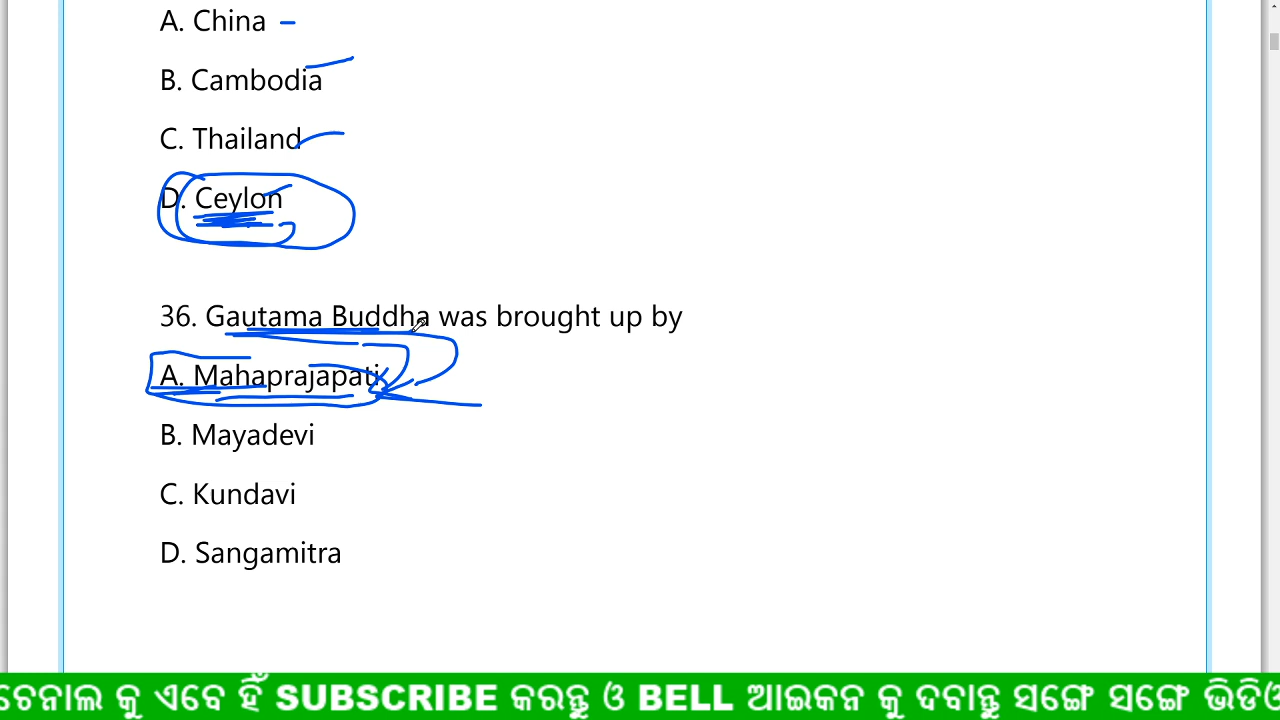 A. China
B. Cambodia
C. Thailand
D. Ceylon
36. Gautama Buddha was brought up by
A. Mahaprajapati
B. Mayadevi
C. Kundavi
D. Sangamitra
ଚେନାଲ କୁ ଏବେ ହିଁ SUBSCRIBE କରନ୍ତୁ ଓ BELL ଆଇକନ କୁ ଦବାନ୍ତୁ ସଙ୍ଗେ ସଙ୍ଗେ ଭିଡିଓ